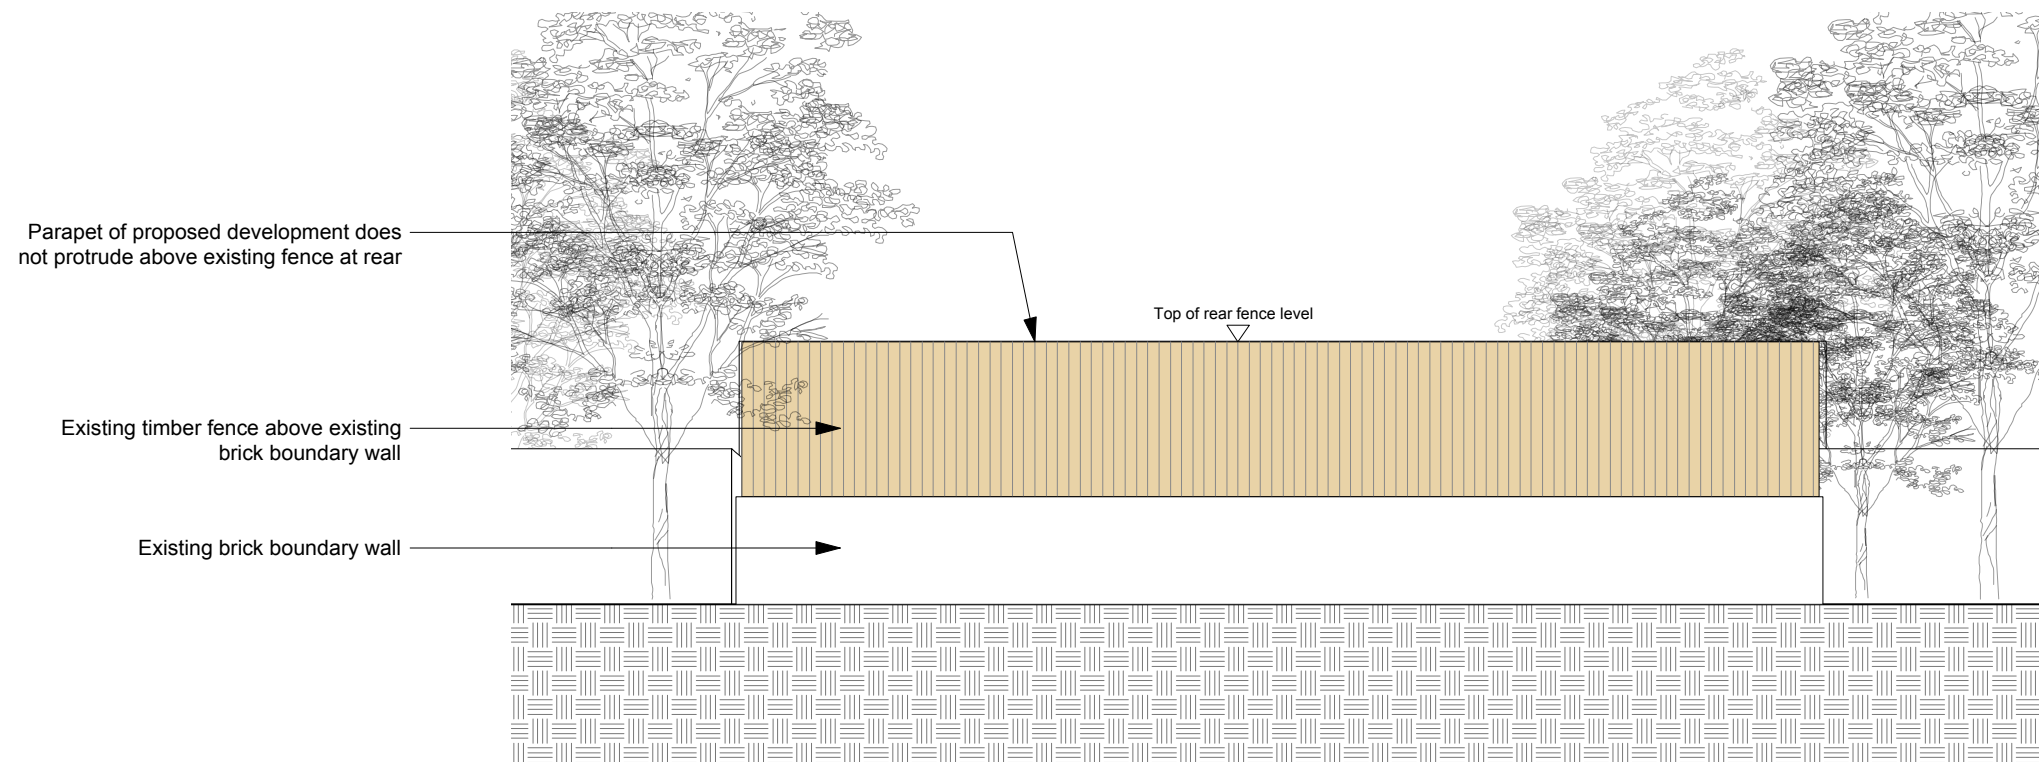 Parapet of proposed development does
not protrude above existing fence at rear
Top of rear fence level
Existing timber fence above existing
brick boundary wall
Existing brick boundary wall